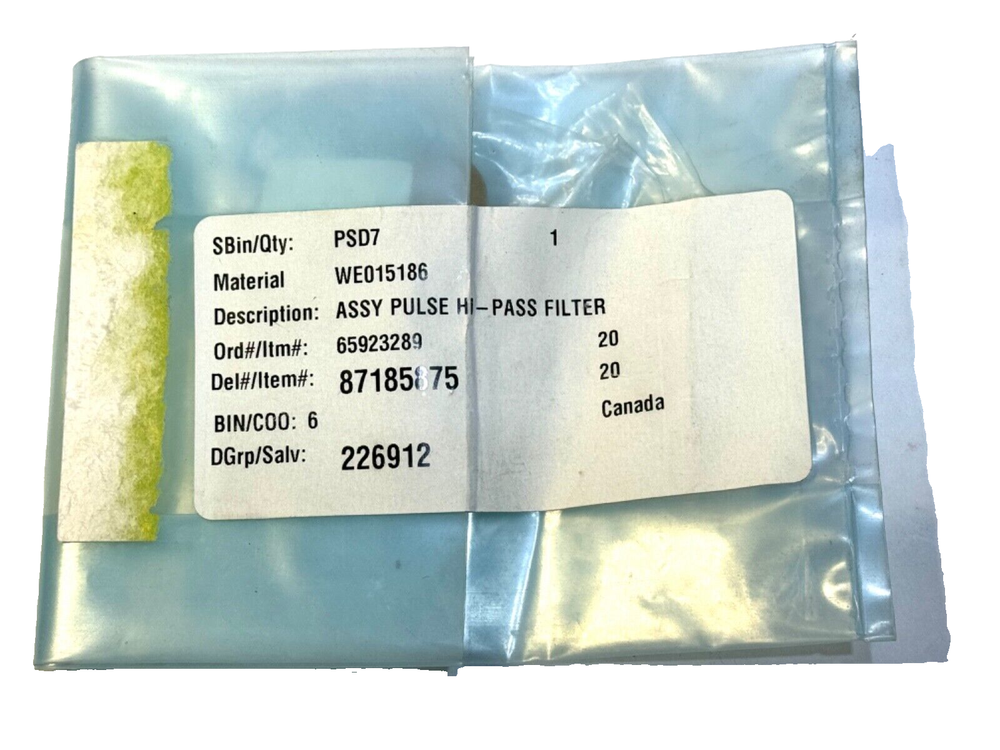 SBin/Qty: PSD7 1
Material WE015186
Description: ASSY PULSE HI-PASS FILTER
Ord#/Itm#: 65923289 20
Del#/Item#: 87185875 20
BIN/COO: 6 Canada
DGrp/Salv: 226912